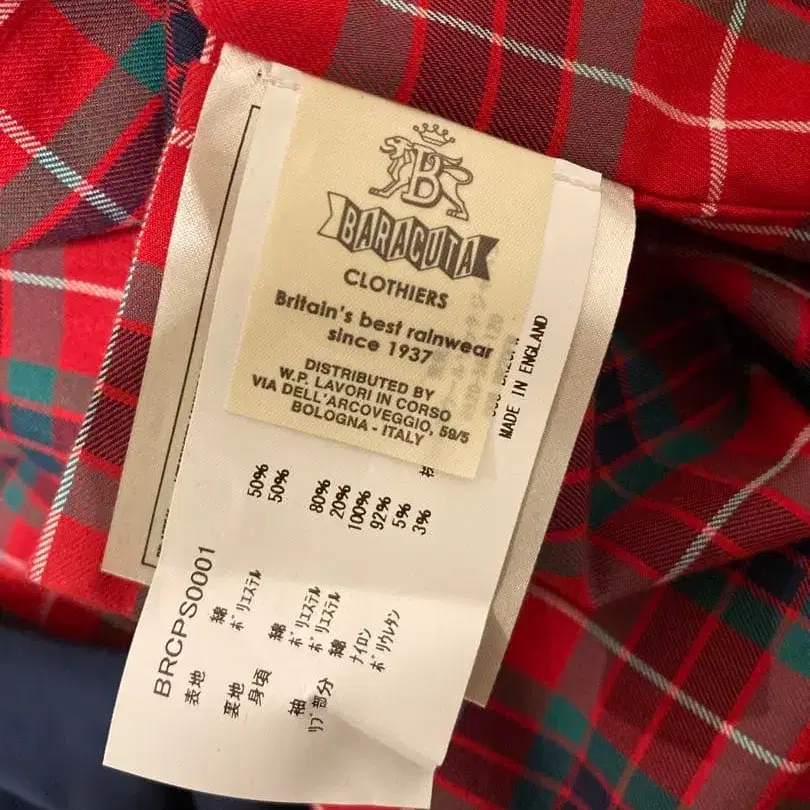 B
BARACUTA
CLOTHIERS
Britain's best rainwear
since 1937
DISTRIBUTED BY
W.P. LAVORI IN CORSO
VIA DELL'ARCOVEGGIO, 59/5
BOLOGNA - ITALY
MADE IN ENGLAND
BRCPS0001
表地 綿 50%
ポリエステル 50%
裏地
身頃 綿 80%
ポリエステル 20%
袖 ポリエステル 100%
リブ部分 綿 92%
ナイロン 5%
ポリウレタン 3%